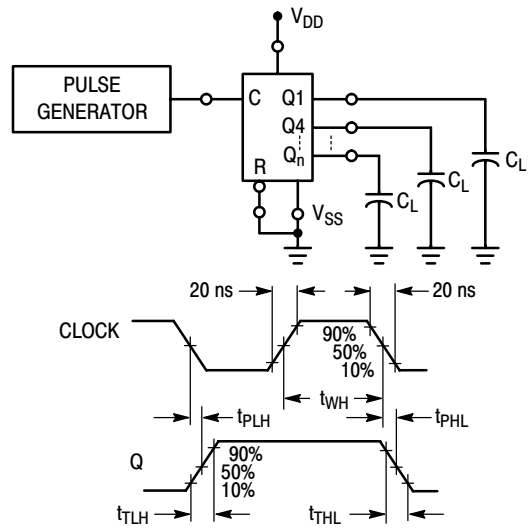 V_DD
PULSE
GENERATOR
C
Q1
Q4
Q_n
R
V_SS
C_L
C_L
C_L
20 ns
20 ns
CLOCK
90%
50%
10%
t_WH
t_PLH
t_PHL
Q
90%
50%
10%
t_TLH
t_THL